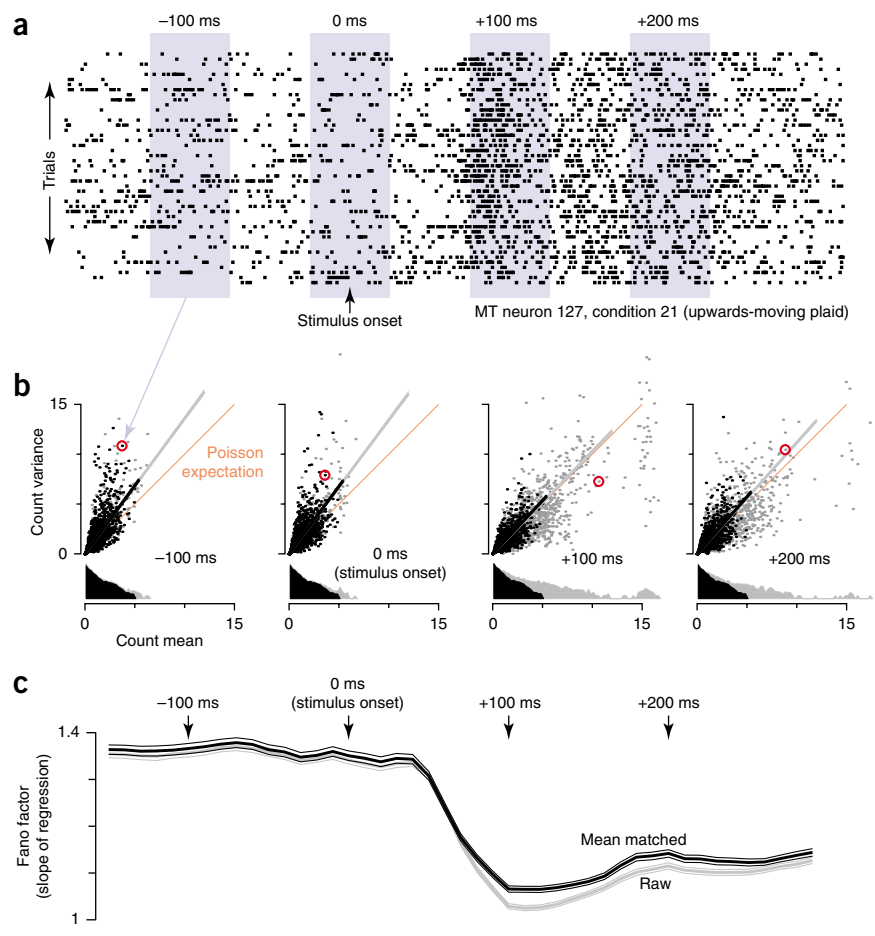 a
–100 ms
0 ms
+100 ms
+200 ms
Trials
Stimulus onset
MT neuron 127, condition 21 (upwards-moving plaid)
b
15
Count variance
0
Poisson
expectation
–100 ms
0 ms
(stimulus onset)
+100 ms
+200 ms
0
15
0
15
0
15
0
15
Count mean
c
–100 ms
0 ms
(stimulus onset)
+100 ms
+200 ms
1.4
Fano factor
(slope of regression)
1
Mean matched
Raw